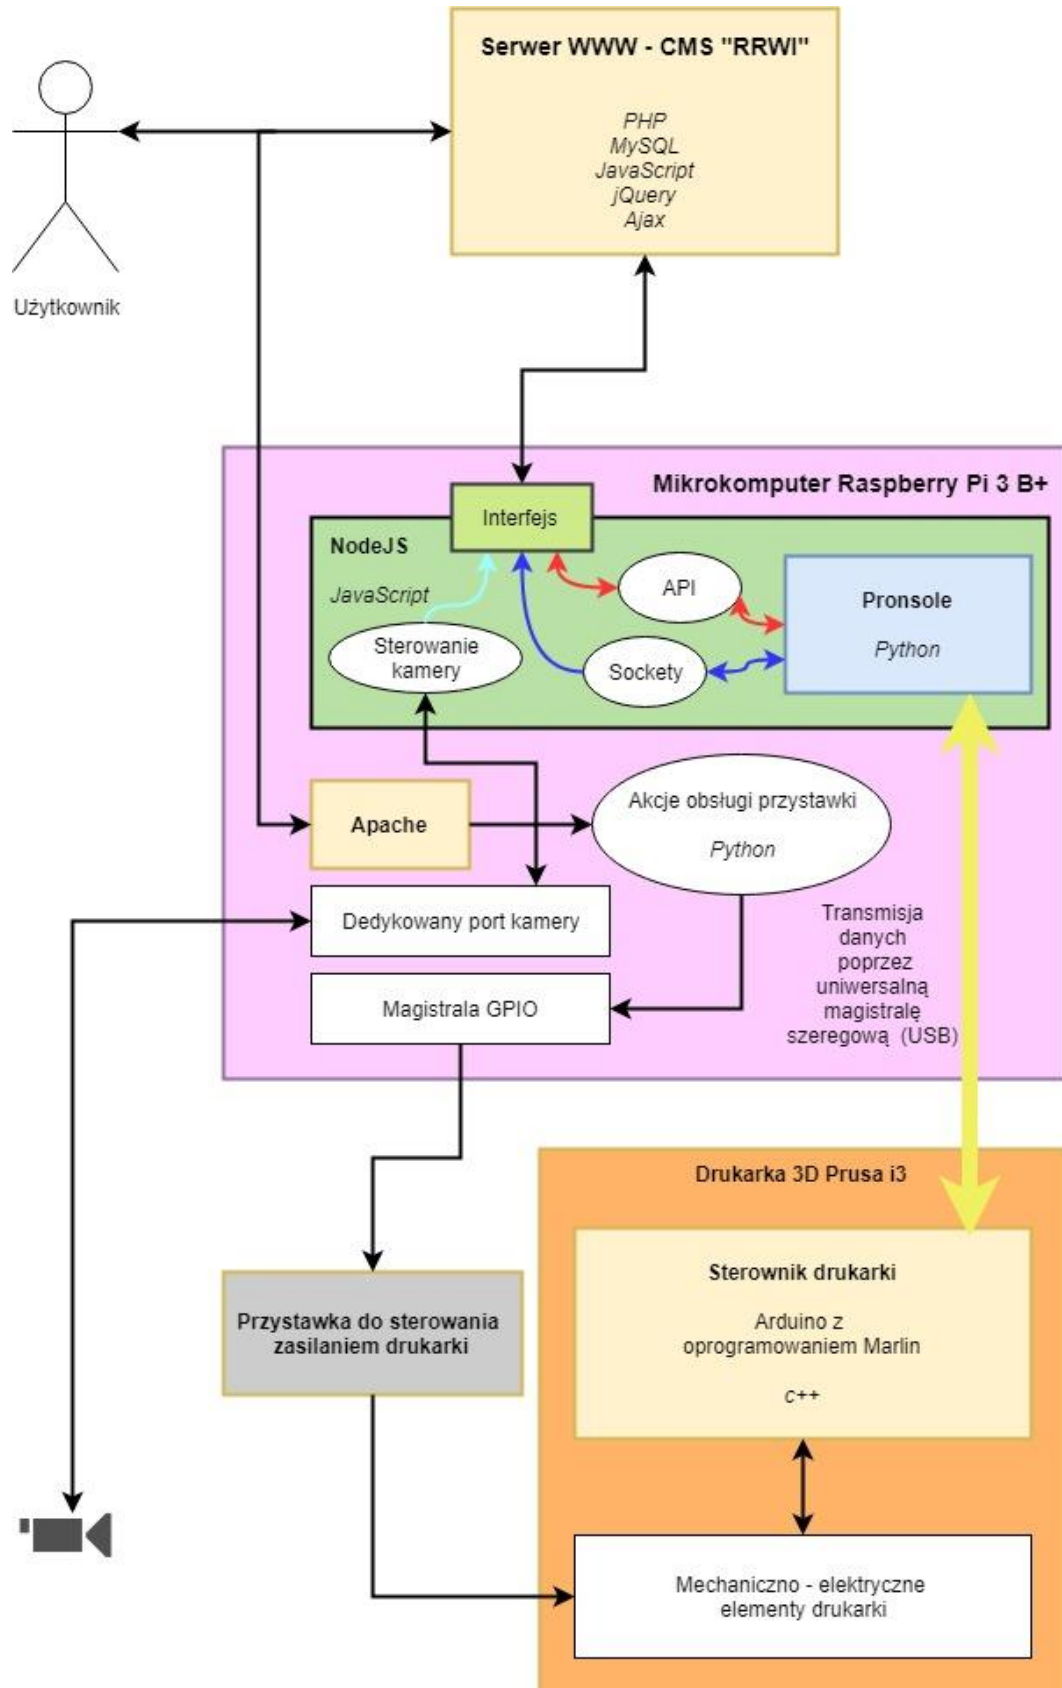 Serwer WWW - CMS "RRWI"
PHP
MySQL
JavaScript
jQuery
Ajax
Użytkownik
Mikrokomputer Raspberry Pi 3 B+
Interfejs
NodeJS
JavaScript
API
Pronsole
Python
Sterowanie
kamery
Sockety
Akcje obsługi przystawki
Python
Apache
Dedykowany port kamery
Magistrala GPIO
Transmisja
danych
poprzez
uniwersalną
magistralę
szeregową (USB)
Drukarka 3D Prusa i3
Sterownik drukarki
Arduino z
oprogramowaniem Marlin
c++
Przystawka do sterowania
zasilaniem drukarki
Mechaniczno - elektryczne
elementy drukarki